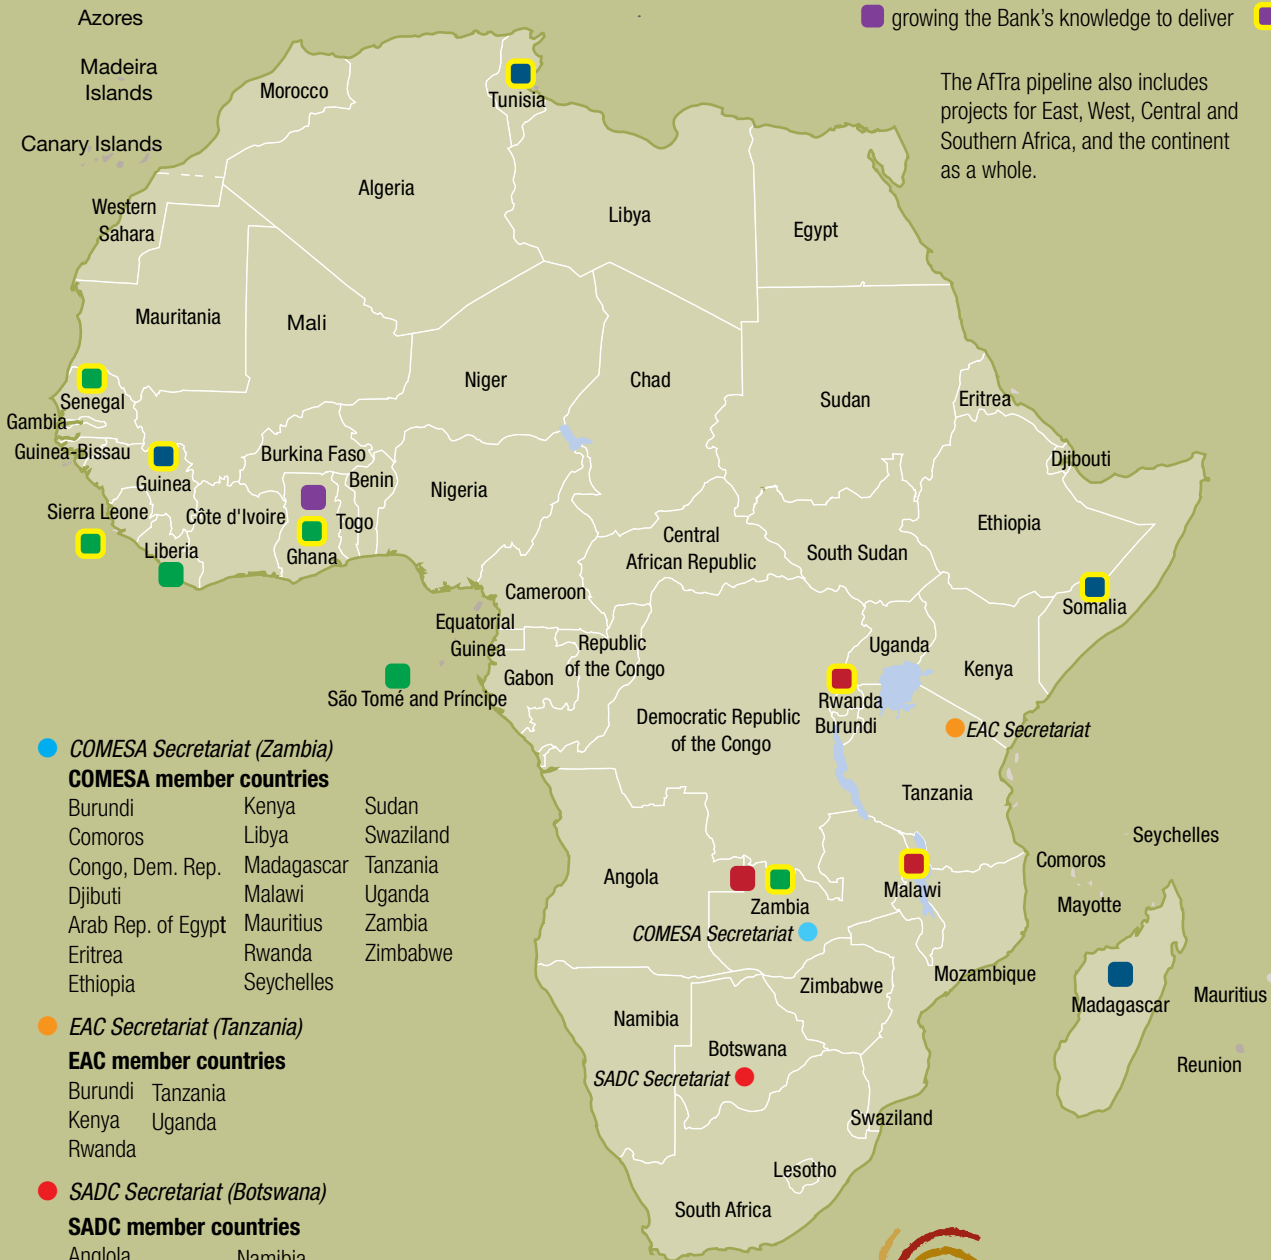 growing the Bank's knowledge to deliver
The AfTra pipeline also includes
projects for East, West, Central and
Southern Africa, and the continent
as a whole.
Azores
Madeira
Islands
Canary Islands
Morocco
Tunisia
Algeria
Libya
Egypt
Western
Sahara
Mauritania
Mali
Niger
Chad
Sudan
Eritrea
Senegal
Gambia
Guinea-Bissau
Guinea
Burkina Faso
Benin
Nigeria
Djibouti
Sierra Leone
Côte d'Ivoire
Togo
Ghana
Liberia
Central
African Republic
South Sudan
Ethiopia
Somalia
Cameroon
Equatorial
Guinea
Gabon
Republic
of the Congo
Uganda
Kenya
São Tomé and Príncipe
Democratic Republic
of the Congo
Rwanda
Burundi
EAC Secretariat
Tanzania
Seychelles
Comoros
Mayotte
Angola
Zambia
Malawi
COMESA Secretariat
Mozambique
Zimbabwe
Madagascar
Mauritius
Reunion
Namibia
Botswana
SADC Secretariat
Swaziland
Lesotho
South Africa
COMESA Secretariat (Zambia)
COMESA member countries
Burundi
Comoros
Congo, Dem. Rep.
Djibuti
Arab Rep. of Egypt
Eritrea
Ethiopia
Kenya
Libya
Madagascar
Malawi
Mauritius
Rwanda
Seychelles
Sudan
Swaziland
Tanzania
Uganda
Zambia
Zimbabwe
EAC Secretariat (Tanzania)
EAC member countries
Burundi
Kenya
Rwanda
Tanzania
Uganda
SADC Secretariat (Botswana)
SADC member countries
Anglola
Namibia